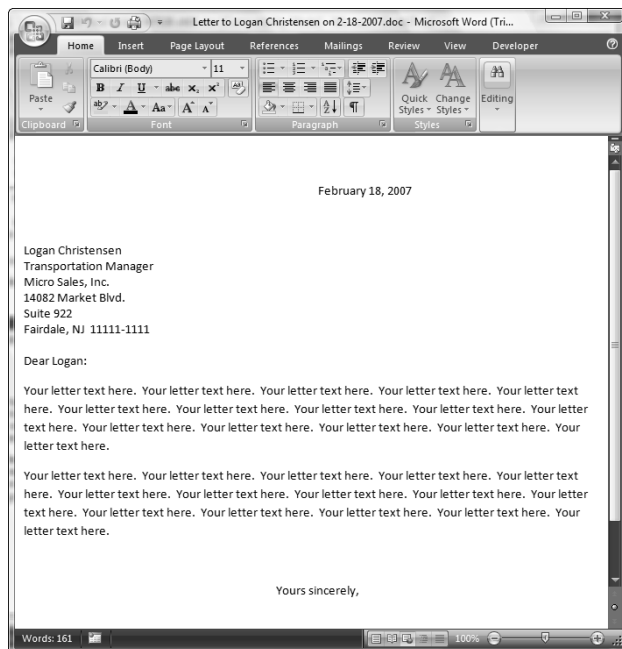 Letter to Logan Christensen on 2-18-2007.doc - Microsoft Word (Tri...
Home Insert Page Layout References Mailings Review View Developer
Calibri (Body) 11
Paste
B I U abe X₂ X²
ab Aa A A
Quick Styles Change Styles Editing
Clipboard Font Paragraph Styles
February 18, 2007
Logan Christensen
Transportation Manager
Micro Sales, Inc.
14082 Market Blvd.
Suite 922
Fairdale, NJ  11111-1111
Dear Logan:
Your letter text here.  Your letter text here.  Your letter text here.  Your letter text here.  Your letter text
here.  Your letter text here.  Your letter text here.  Your letter text here.  Your letter text here.  Your letter
text here.  Your letter text here.  Your letter text here.  Your letter text here.  Your letter text here.  Your
letter text here.
Your letter text here.  Your letter text here.  Your letter text here.  Your letter text here.  Your letter text
here.  Your letter text here.  Your letter text here.  Your letter text here.  Your letter text here.  Your letter
text here.  Your letter text here.  Your letter text here.  Your letter text here.  Your letter text here.  Your
letter text here.
Yours sincerely,
Words: 161 100%